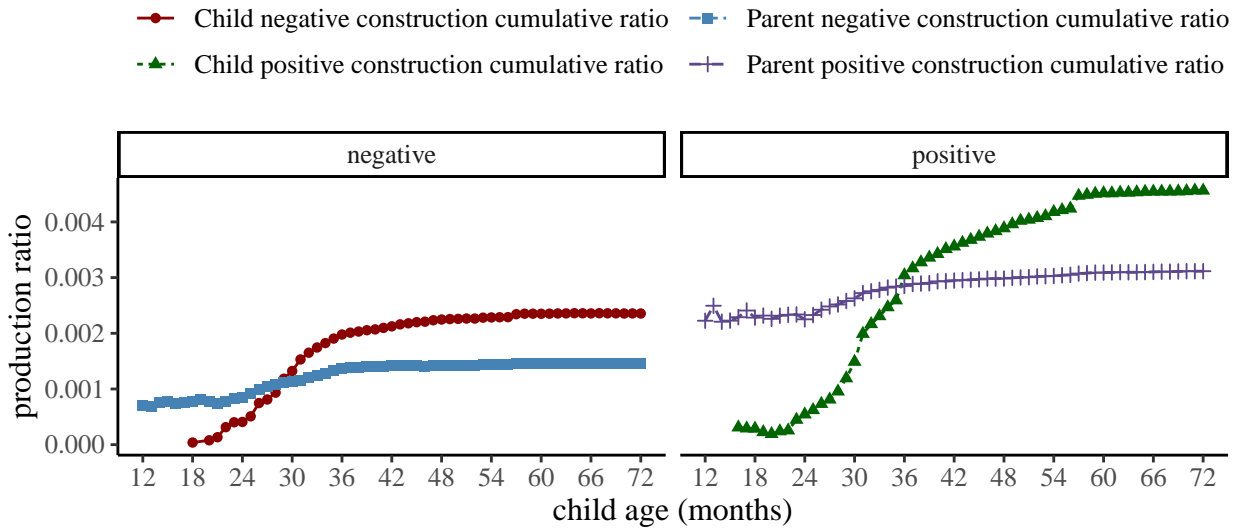 Child negative construction cumulative ratio
Parent negative construction cumulative ratio
Child positive construction cumulative ratio
Parent positive construction cumulative ratio
negative
positive
production ratio
0.004
0.003
0.002
0.001
0.000
12 18 24 30 36 42 48 54 60 66 72
12 18 24 30 36 42 48 54 60 66 72
child age (months)